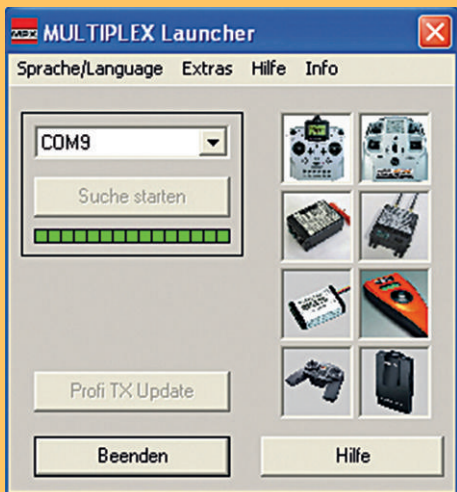 MPX MULTIPLEX Launcher
Sprache/Language Extras Hilfe Info
COM9
Suche starten
Profi TX Update
Beenden
Hilfe